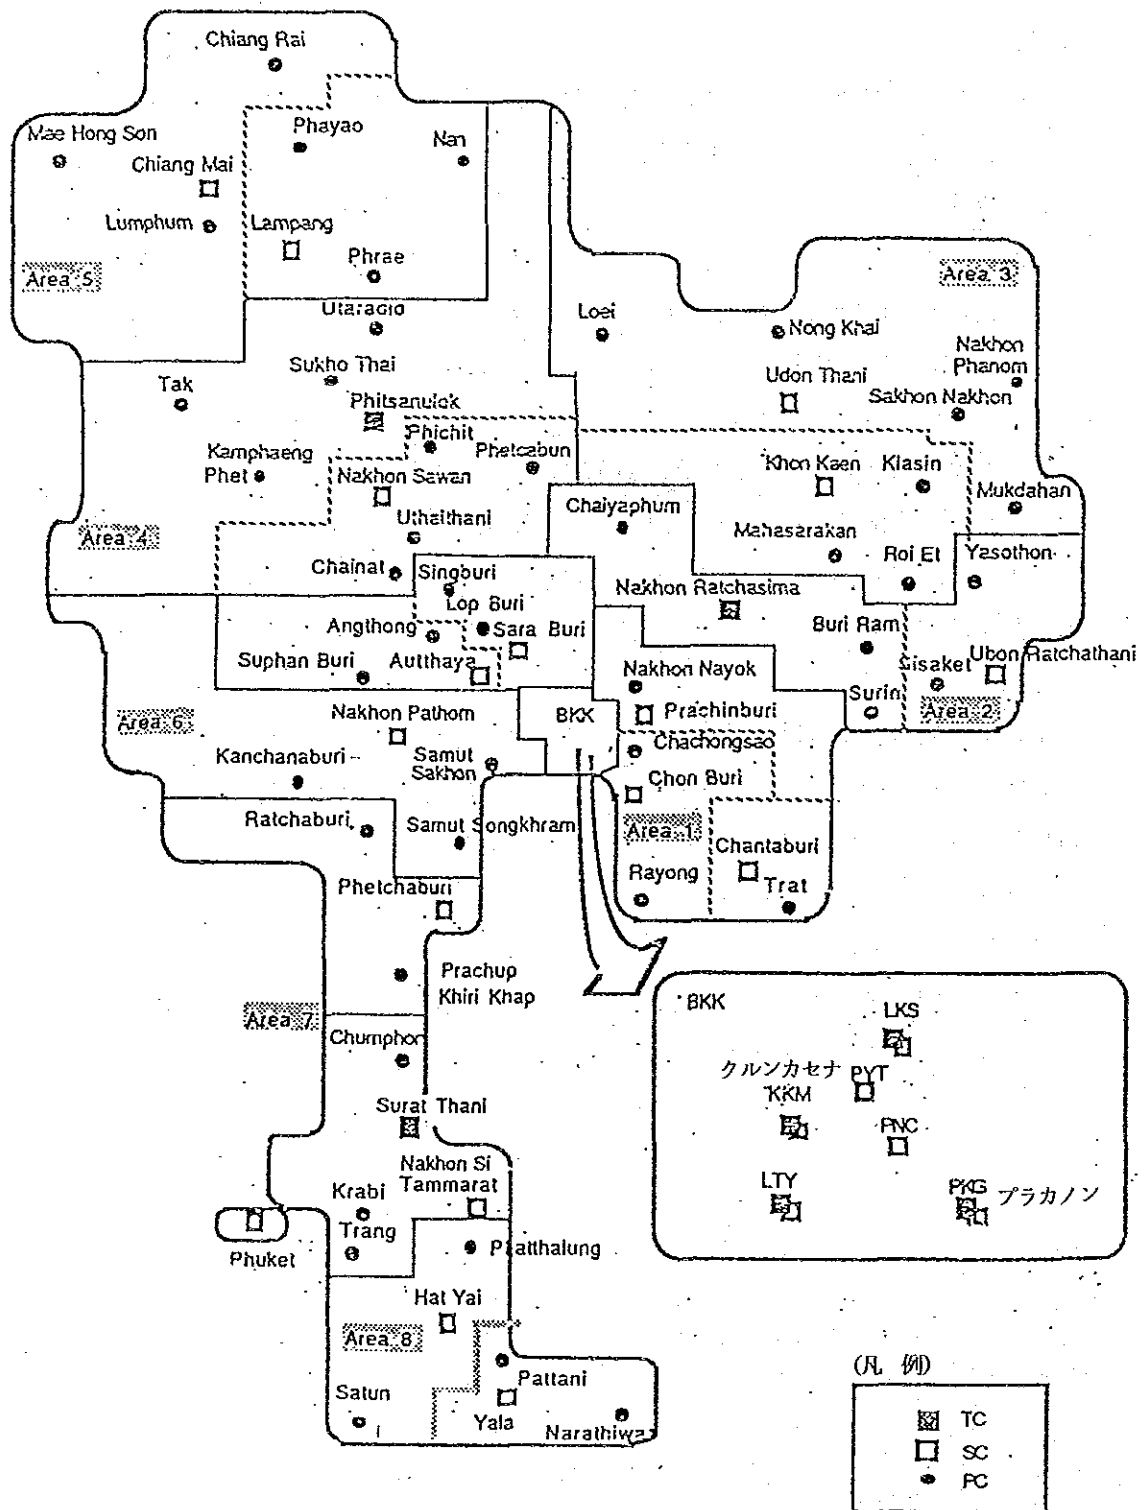 Chiang Rai
Mae Hong Son
Phayao
Nan
Chiang Mai
Lumphum
Lampang
Phrae
Area 5
Area 3
Utaradio
Loei
Nong Khai
Nakhon
Phanom
Sukho Thai
Tak
Udon Thani
Phitsanulok
Sakhon Nakhon
Phichit
Phetcabun
Kamphaeng
Phet
Nakhon Sawan
Khon Kaen
Klasin
Mukdahan
Chaiyaphum
Uthaithani
Mahasarakan
Area 4
Roi Et
Yasothon
Chainat
Singburi
Nakhon Ratchasima
Lop Buri
Angthong
Sara Buri
Buri Ram
Suphan Buri
Autthaya
Nakhon Nayok
Sisaket
Ubon Ratchathani
Surin
Area 2
Area 6
Nakhon Pathom
BKK
Prachinburi
Kanchanaburi
Samut
Sakhon
Chachongsao
Chon Buri
Ratchaburi
Samut Songkhram
Area 1
Chantaburi
Rayong
Trat
Phetchaburi
Prachup
Khiri Khap
Area 7
Chumphon
BKK
LKS
クルンカセナ
KKM
PYT
PNC
LTY
PKG
プラカノン
Surat Thani
Nakhon Si
Tammarat
Krabi
Trang
Phuket
Phatthalung
Hat Yai
Area 8
Pattani
Satun
Yala
Narathiwa
(凡 例)
TC
SC
PC